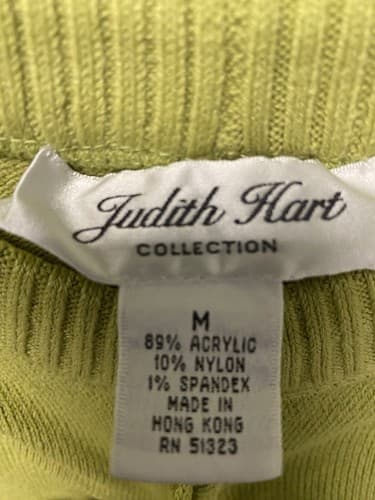 Judith Hart
COLLECTION
M
89% ACRYLIC
10% NYLON
1% SPANDEX
MADE IN
HONG KONG
RN 51323